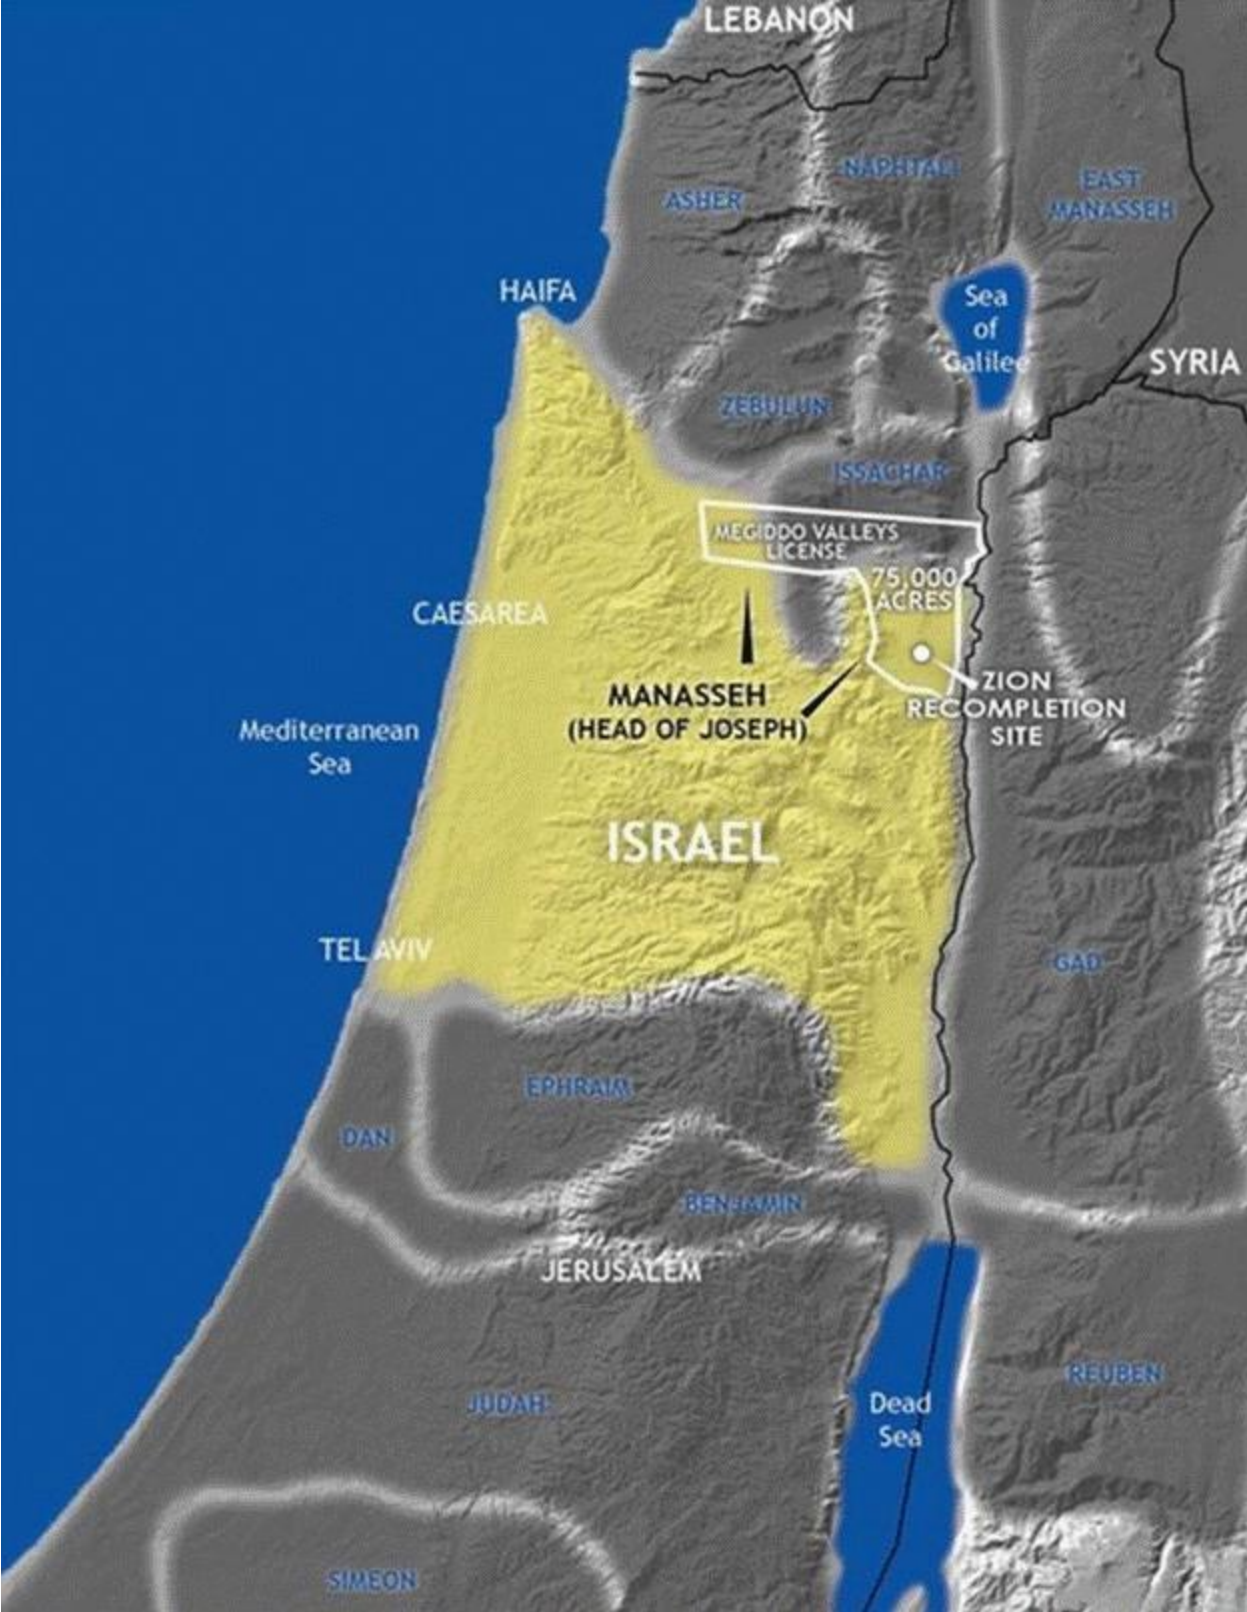 LEBANON
NAPHTALI
ASHER
EAST
MANASSEH
HAIFA
Sea
of
Galilee
SYRIA
ZEBULUN
ISSACHAR
MEGIDDO VALLEYS
LICENSE
75,000
ACRES
CAESAREA
ZION
RECOMPLETION
SITE
MANASSEH
(HEAD OF JOSEPH)
Mediterranean
Sea
ISRAEL
TEL AVIV
GAD
EPHRAIM
DAN
BENJAMIN
JERUSALEM
REUBEN
JUDAH
Dead
Sea
SIMEON